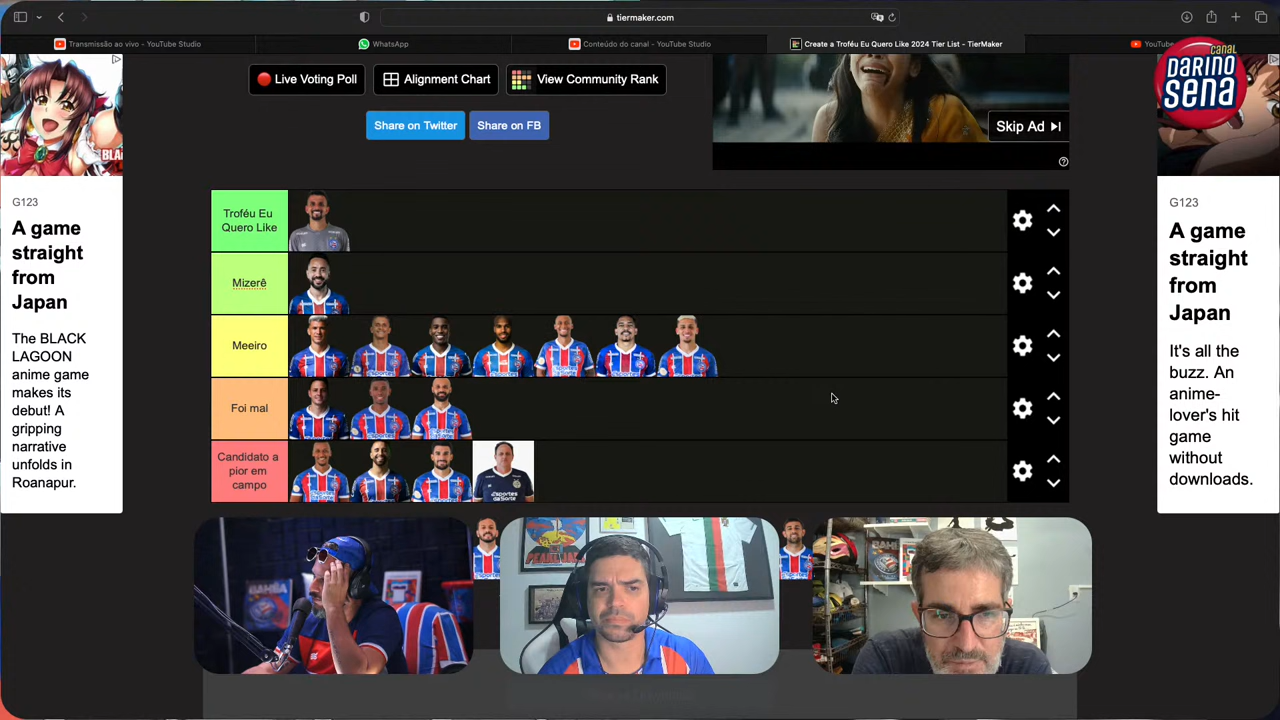 tiermaker.com
Transmissão ao vivo - YouTube Studio
WhatsApp
Conteúdo do canal - YouTube Studio
Create a Troféu Eu Quero Like 2024 Tier List - TierMaker
YouTube
canal
DARINO
SENA
Live Voting Poll
Alignment Chart
View Community Rank
Share on Twitter
Share on FB
Skip Ad
G123
A game
straight
from
Japan
The BLACK
LAGOON
anime game
makes its
debut! A
gripping
narrative
unfolds in
Roanapur.
Troféu Eu
Quero Like
Mizerê
Meeiro
Foi mal
Candidato a
pior em
campo
G123
A game
straight
from
Japan
It's all the
buzz. An
anime-
lover's hit
game
without
downloads.